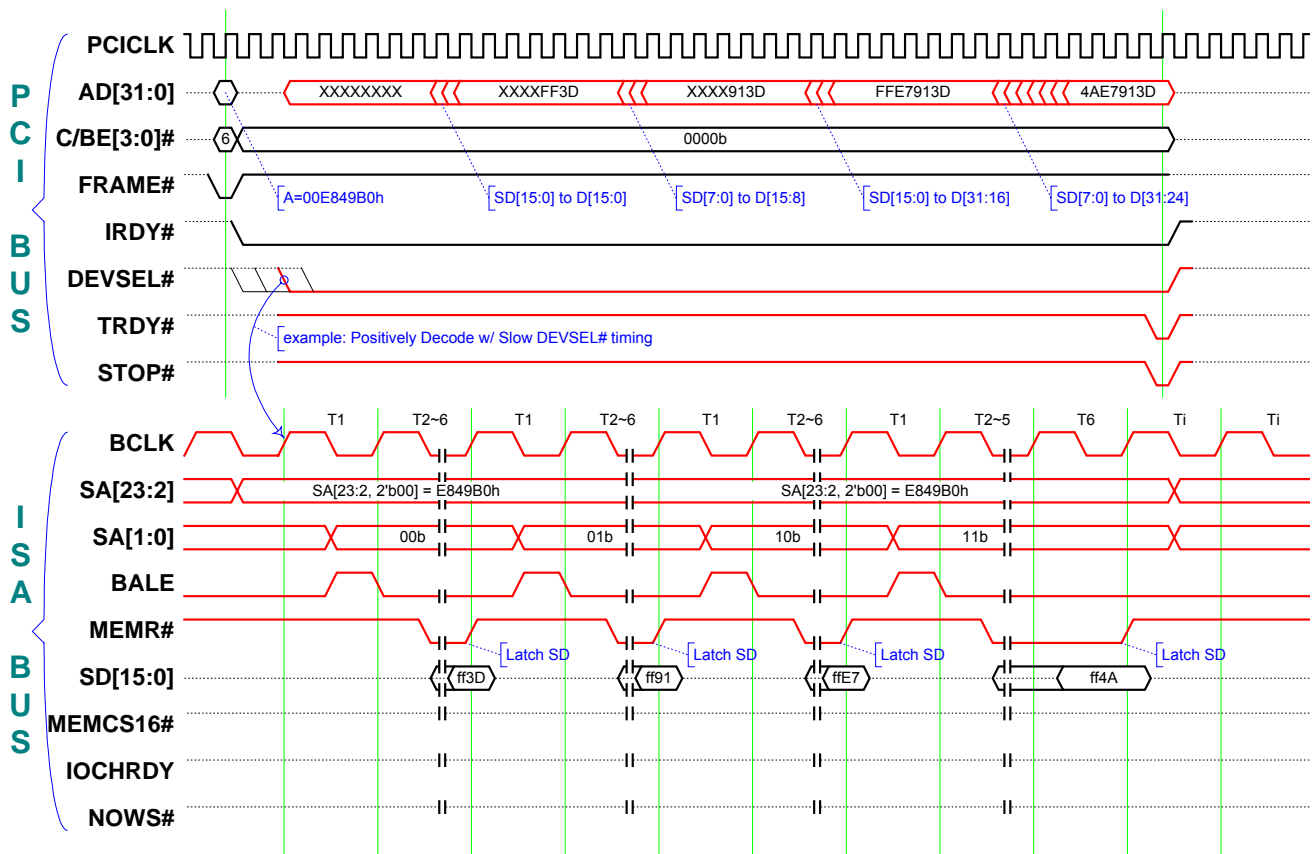 PCI BUS
PCICLK
AD[31:0] XXXXXXXX XXXXFF3D XXXX913D FFE7913D 4AE7913D
C/BE[3:0]# 6 0000b
FRAME#
A=00E849B0h SD[15:0] to D[15:0] SD[7:0] to D[15:8] SD[15:0] to D[31:16] SD[7:0] to D[31:24]
IRDY#
DEVSEL#
TRDY#
example: Positively Decode w/ Slow DEVSEL# timing
STOP#
ISA BUS
T1 T2~6 T1 T2~6 T1 T2~6 T1 T2~5 T6 Ti Ti
BCLK
SA[23:2] SA[23:2, 2'b00] = E849B0h SA[23:2, 2'b00] = E849B0h
SA[1:0] 00b 01b 10b 11b
BALE
MEMR#
Latch SD Latch SD Latch SD Latch SD
SD[15:0] ff3D ff91 ffE7 ff4A
MEMCS16#
IOCHRDY
NOWS#